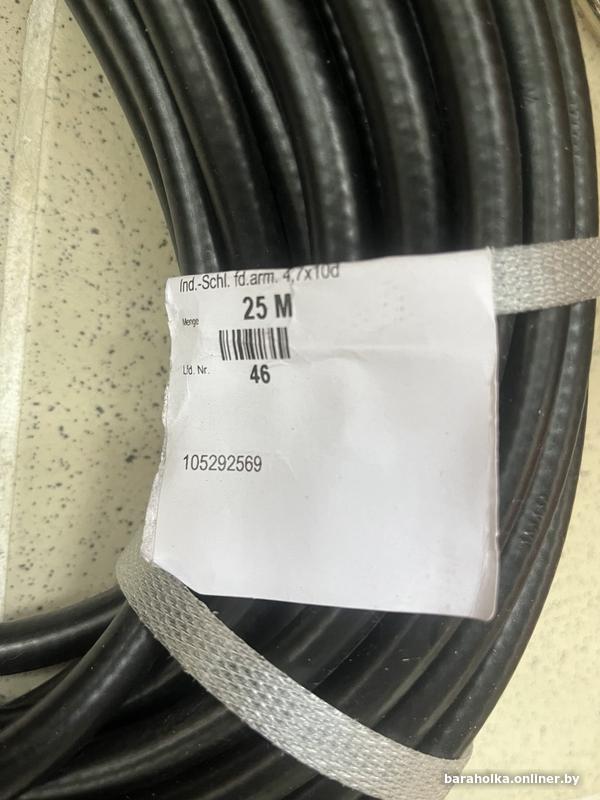 Ind.-Schl. fd.arm. 4,7x10d
Menge 25 M
Lfd. Nr. 46
105292569
baraholka.onliner.by